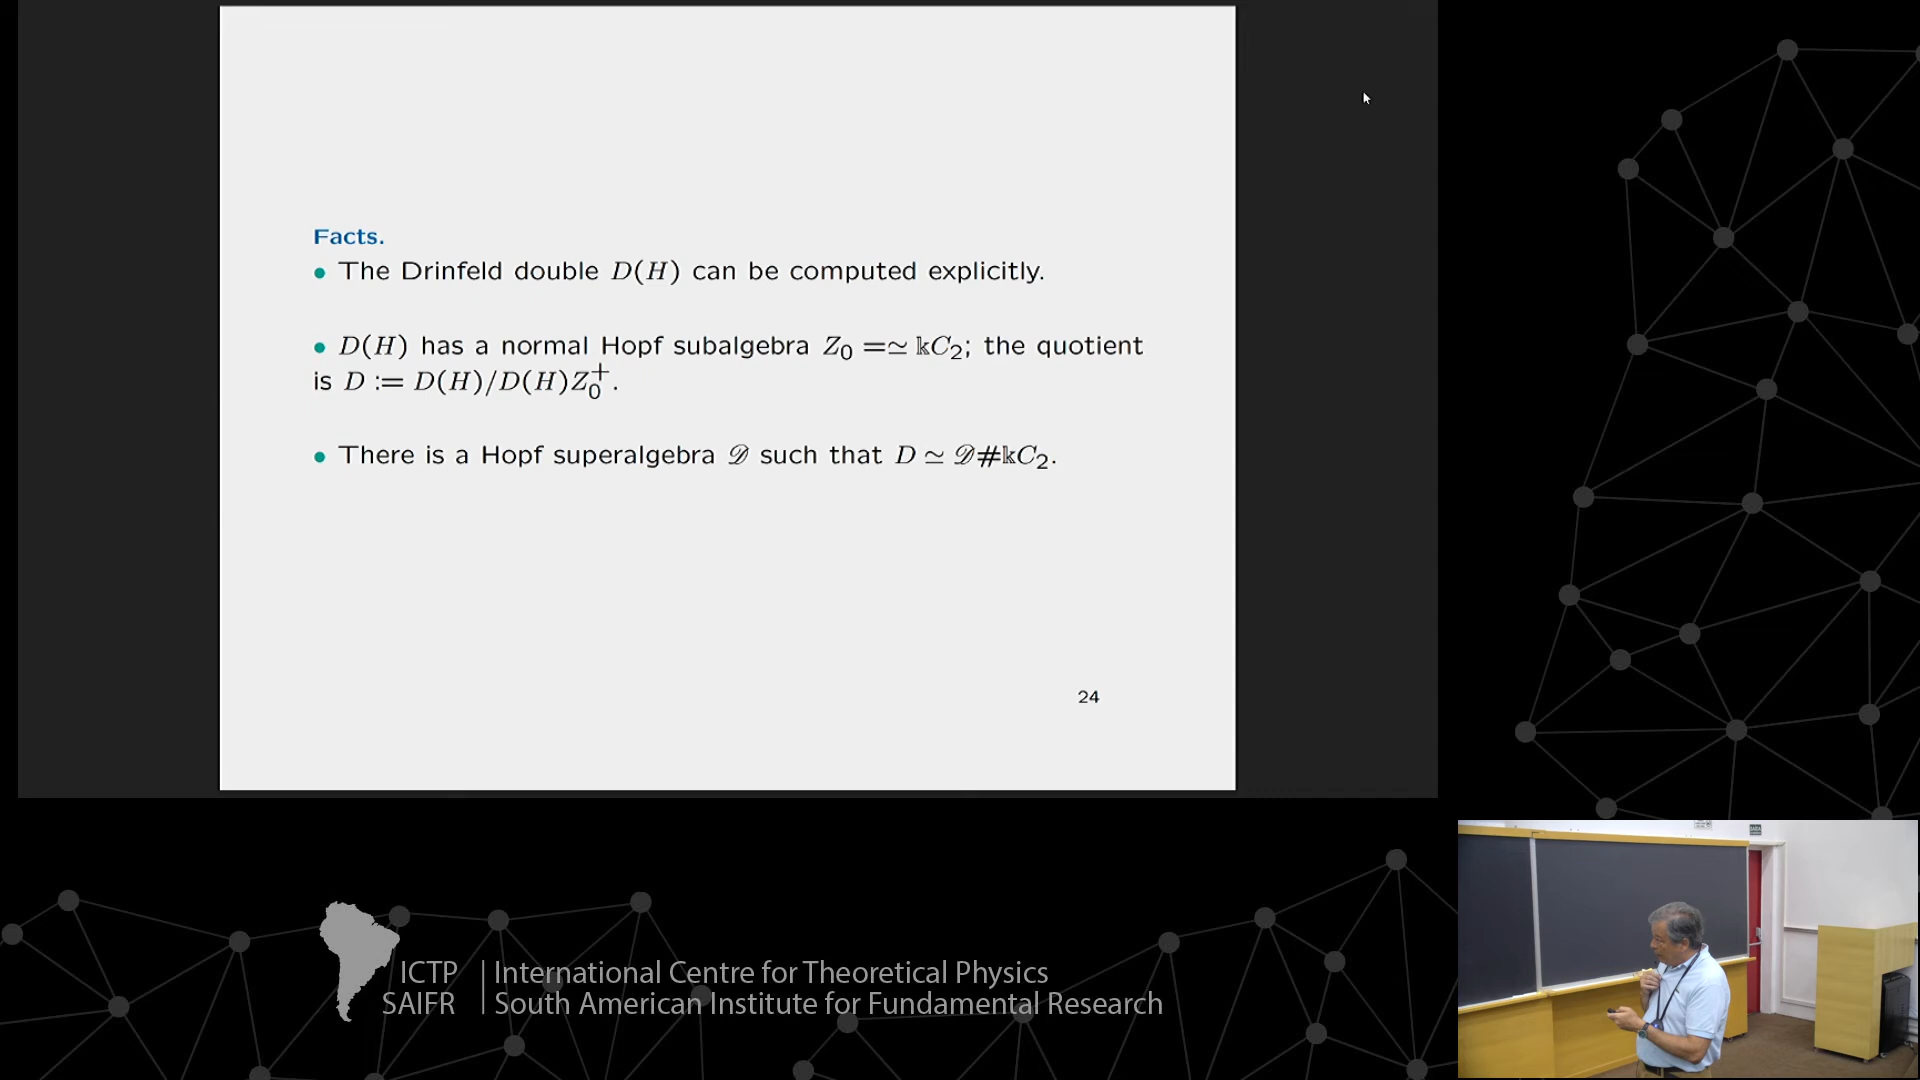 Facts.
• The Drinfeld double D(H) can be computed explicitly.
• D(H) has a normal Hopf subalgebra Z₀ =≃ 𝕜C₂; the quotient
is D := D(H)/D(H)Z₀⁺.
• There is a Hopf superalgebra 𝒟 such that D ≃ 𝒟#𝕜C₂.
24
ICTP | International Centre for Theoretical Physics
SAIFR | South American Institute for Fundamental Research